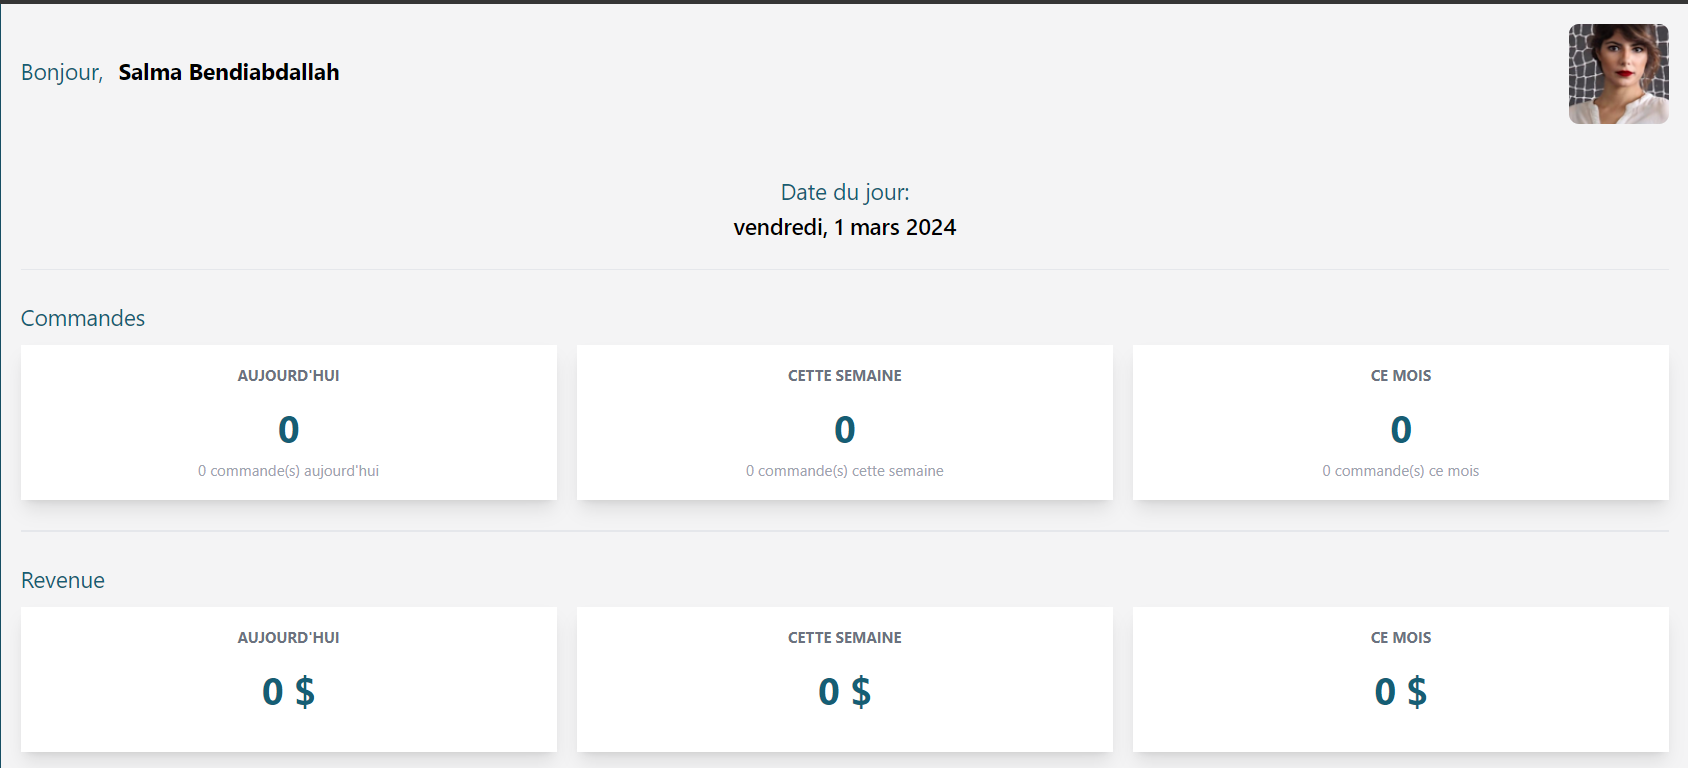 Bonjour, Salma Bendiabdallah
Date du jour:
vendredi, 1 mars 2024
Commandes
AUJOURD'HUI
0
0 commande(s) aujourd'hui
CETTE SEMAINE
0
0 commande(s) cette semaine
CE MOIS
0
0 commande(s) ce mois
Revenue
AUJOURD'HUI
0 $
CETTE SEMAINE
0 $
CE MOIS
0 $